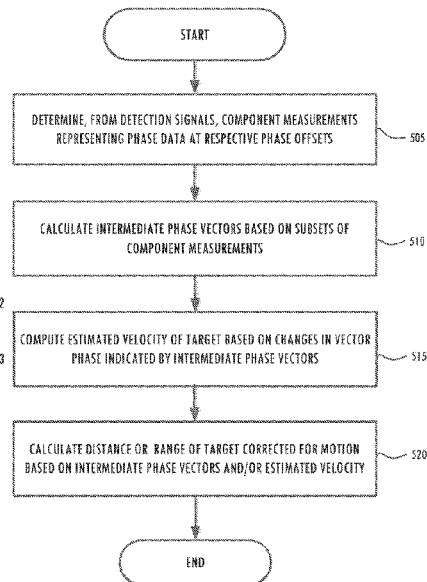 START
DETERMINE, FROM DETECTION SIGNALS, COMPONENT MEASUREMENTS
REPRESENTING PHASE DATA AT RESPECTIVE PHASE OFFSETS
505
CALCULATE INTERMEDIATE PHASE VECTORS BASED ON SUBSETS OF
COMPONENT MEASUREMENTS
510
2
COMPUTE ESTIMATED VELOCITY OF TARGET BASED ON CHANGES IN VECTOR
PHASE INDICATED BY INTERMEDIATE PHASE VECTORS
3
515
CALCULATE DISTANCE OR RANGE OF TARGET CORRECTED FOR MOTION
BASED ON INTERMEDIATE PHASE VECTORS AND/OR ESTIMATED VELOCITY
520
END